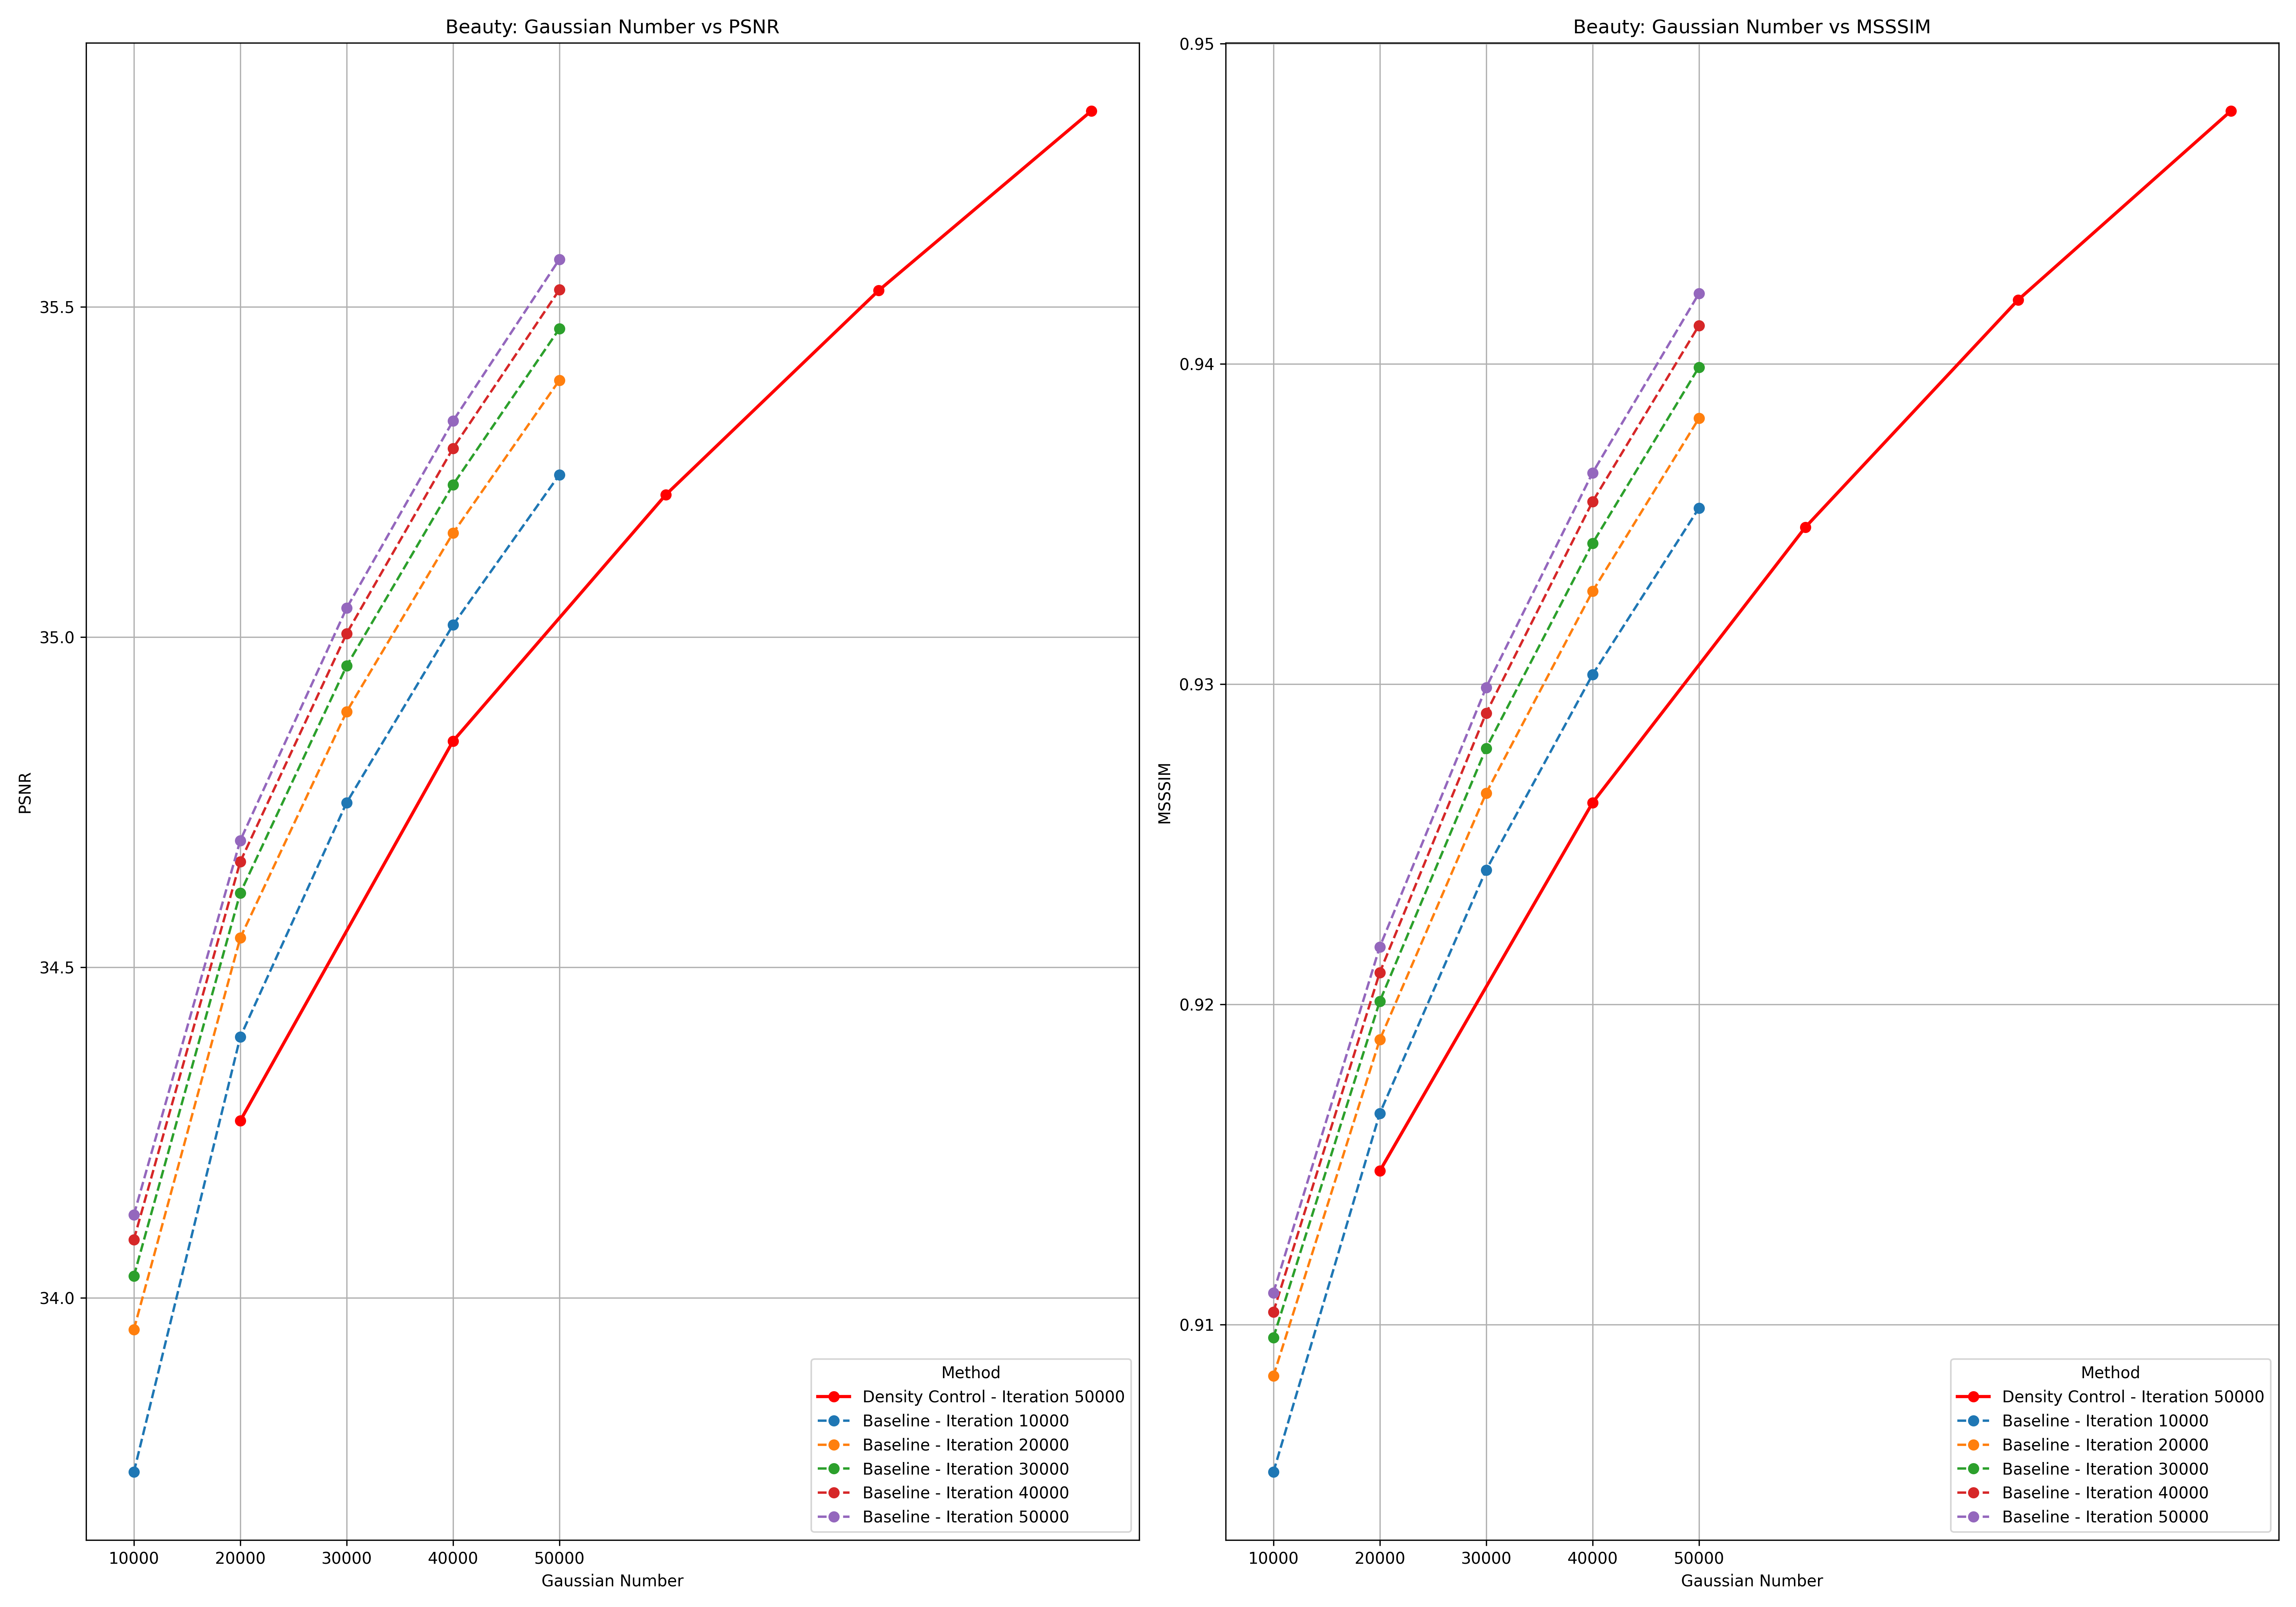 Beauty: Gaussian Number vs PSNR
PSNR
35.5
35.0
34.5
34.0
10000 20000 30000 40000 50000
Gaussian Number
Method
Density Control - Iteration 50000
Baseline - Iteration 10000
Baseline - Iteration 20000
Baseline - Iteration 30000
Baseline - Iteration 40000
Baseline - Iteration 50000
Beauty: Gaussian Number vs MSSSIM
MSSSIM
0.95
0.94
0.93
0.92
0.91
10000 20000 30000 40000 50000
Gaussian Number
Method
Density Control - Iteration 50000
Baseline - Iteration 10000
Baseline - Iteration 20000
Baseline - Iteration 30000
Baseline - Iteration 40000
Baseline - Iteration 50000